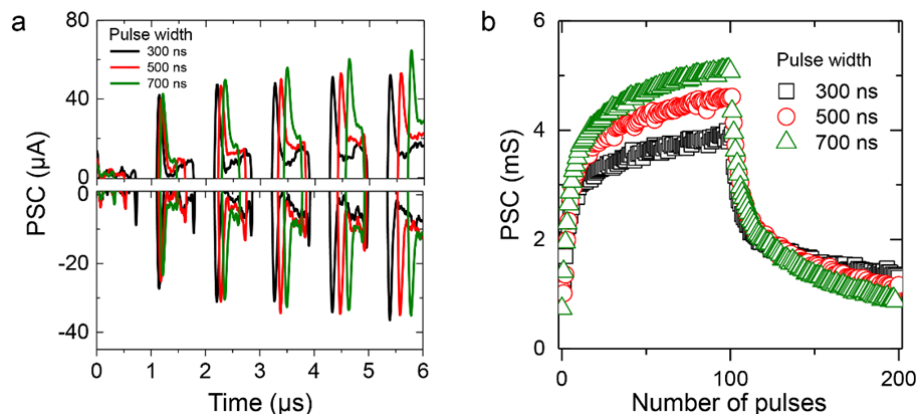 a
Pulse width
300 ns
500 ns
700 ns
80
40
0
0
-20
-40
PSC (μA)
0 1 2 3 4 5 6
Time (μs)
b
Pulse width
300 ns
500 ns
700 ns
6
4
2
0
PSC (mS)
0 100 200
Number of pulses